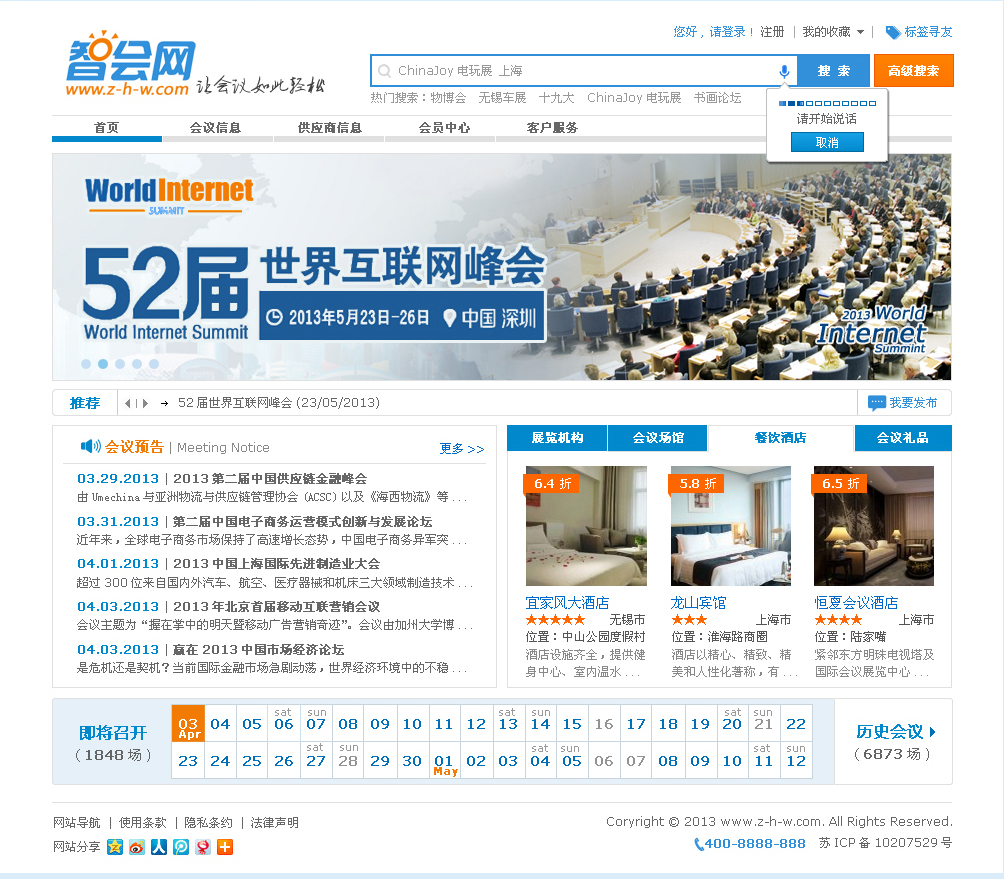 您好，请登录！ 注册 | 我的收藏 | 标签寻友
智会网
www.z-h-w.com 让会议如此轻松
ChinaJoy 电玩展 上海 搜 索 高级搜索
热门搜索：物博会 无锡车展 十九大 ChinaJoy 电玩展 书画论坛
请开始说话
取消
首页 会议信息 供应商信息 会员中心 客户服务
WorldInternet
SUMMIT
52届 世界互联网峰会
World Internet Summit
2013年5月23日-26日 中国 深圳
2013 World
Internet
Summint
推荐 52 届世界互联网峰会 (23/05/2013) 我要发布
会议预告 | Meeting Notice 更多 >>
03.29.2013 | 2013 第二届中国供应链金融峰会
由 Umechina 与亚洲物流与供应链管理协会 (ACSC) 以及《海西物流》等 . . .
03.31.2013 | 第二届中国电子商务运营模式创新与发展论坛
近年来，全球电子商务市场保持了高速增长态势，中国电子商务异军突 . . .
04.01.2013 | 2013 中国上海国际先进制造业大会
超过 300 位来自国内外汽车、航空、医疗器械和机床三大领域制造技术 . . .
04.03.2013 | 2013 年北京首届移动互联营销会议
会议主题为“握在掌中的明天暨移动广告营销奇迹”。会议由加州大学博 . . .
04.03.2013 | 赢在 2013 中国市场经济论坛
是危机还是契机？当前国际金融市场急剧动荡，世界经济环境中的不稳 . . .
展览机构 会议场馆 餐饮酒店 会议礼品
6.4 折 5.8 折 6.5 折
宜家风大酒店
无锡市
位置：中山公园度假村
酒店设施齐全，提供健
身中心、室内温水 . . .
龙山宾馆
上海市
位置：淮海路商圈
酒店以精心、精致、精
美和人性化著称，有 . . .
恒夏会议酒店
上海市
位置：陆家嘴
紧邻东方明珠电视塔及
国际会议展览中心 . . .
即将召开
（1848 场）
sat sun sat sun sat sun
03 04 05 06 07 08 09 10 11 12 13 14 15 16 17 18 19 20 21 22
Apr
sat sun sat sun sat sun
23 24 25 26 27 28 29 30 01 02 03 04 05 06 07 08 09 10 11 12
May
历史会议
（6873 场）
网站导航 | 使用条款 | 隐私条约 | 法律声明
Copyright © 2013 www.z-h-w.com. All Rights Reserved.
网站分享
400-8888-888 苏 ICP 备 10207529 号